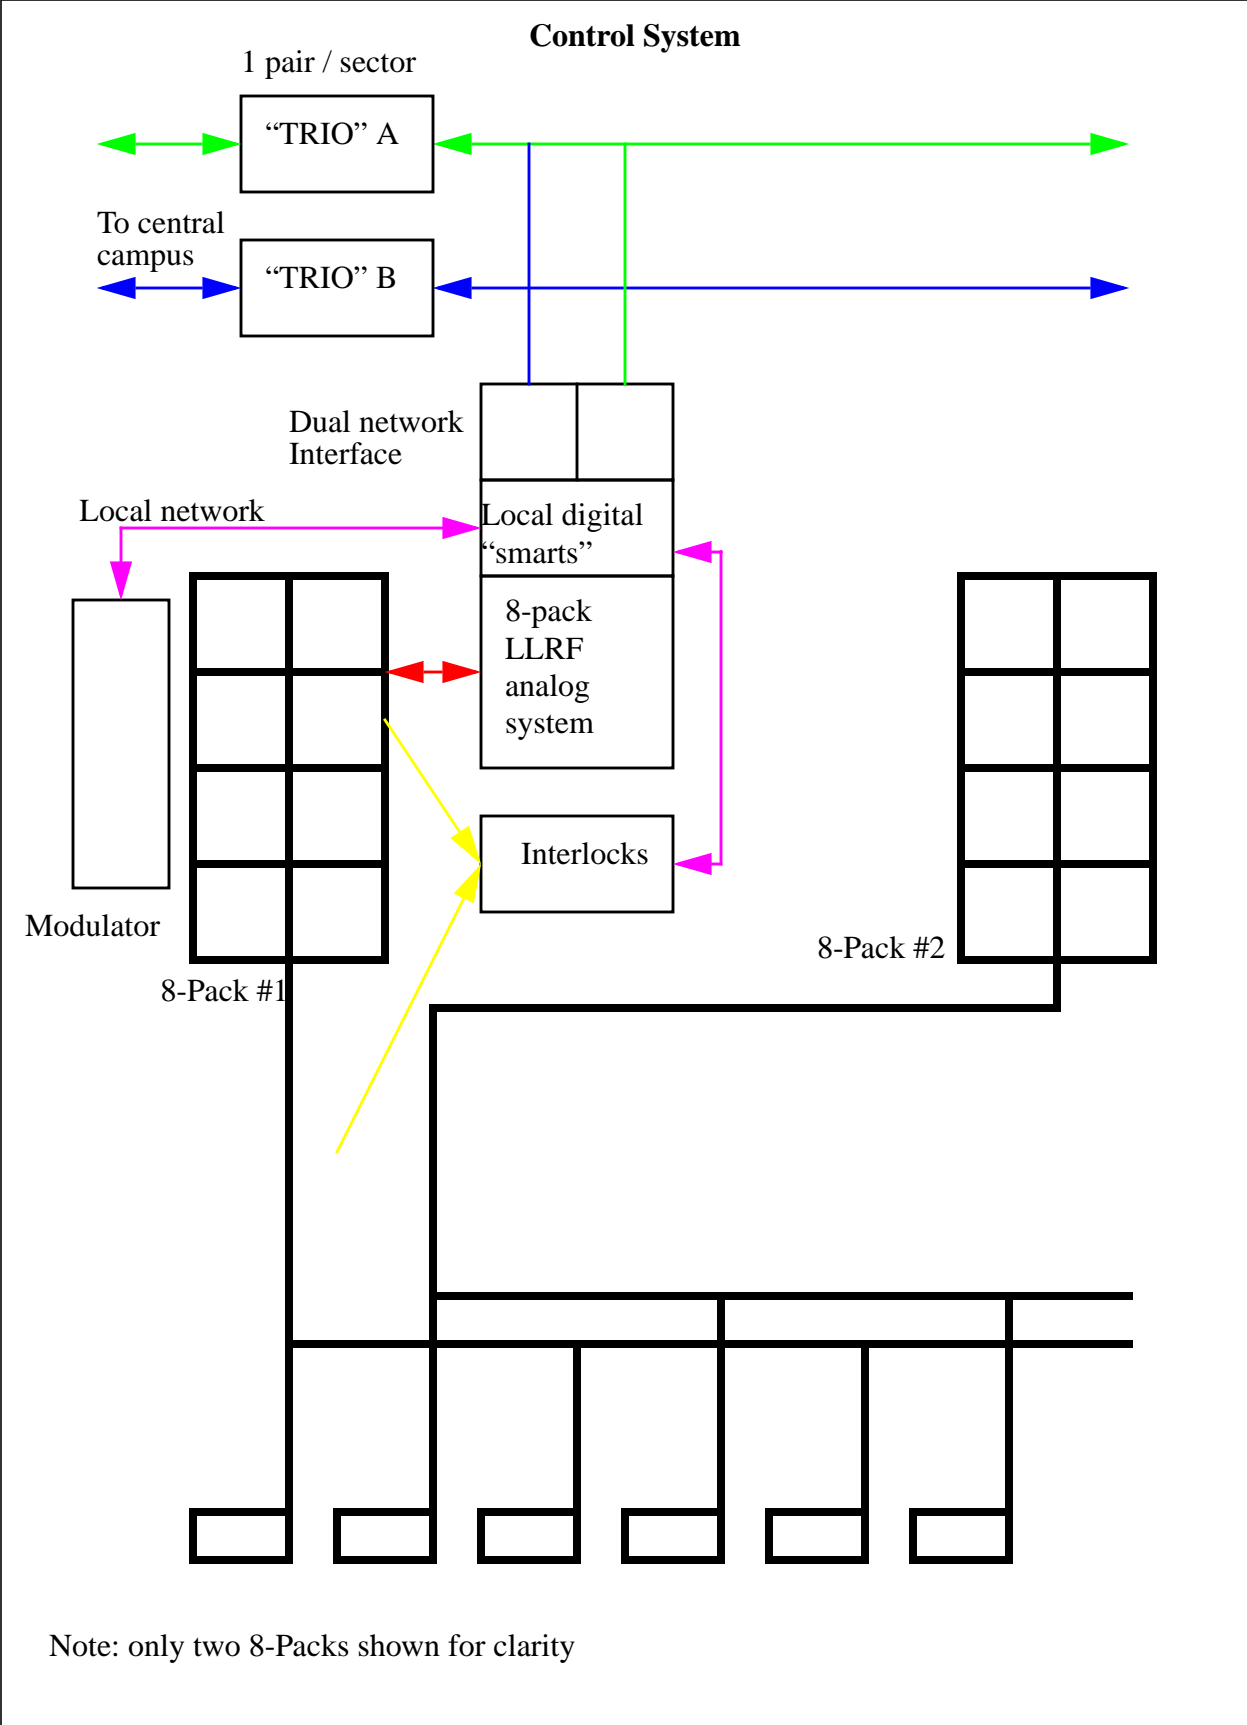 Control System
1 pair / sector
“TRIO” A
To central
campus
“TRIO” B
Dual network
Interface
Local network
Local digital
“smarts”
8-pack
LLRF
analog
system
Interlocks
Modulator
8-Pack #2
8-Pack #1
Note: only two 8-Packs shown for clarity